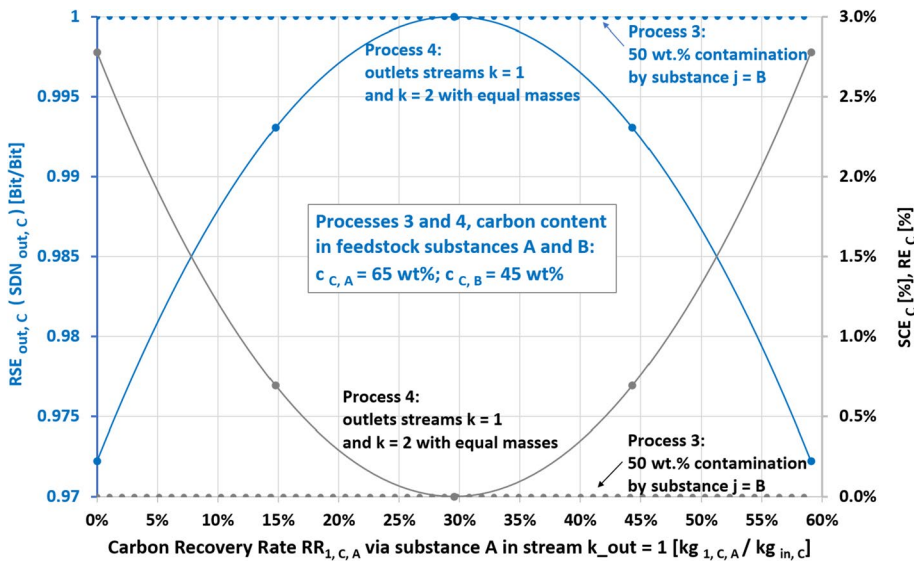 1
0.995
0.99
0.985
0.98
0.975
0.97
RSE out, C ( SDN out, C ) [Bit/Bit]
Process 4:
outlets streams k = 1
and k = 2 with equal masses
Process 3:
50 wt.% contamination
by substance j = B
Processes 3 and 4, carbon content
in feedstock substances A and B:
c C, A = 65 wt%; c C, B = 45 wt%
Process 4:
outlets streams k = 1
and k = 2 with equal masses
Process 3:
50 wt.% contamination
by substance j = B
3.0%
2.5%
2.0%
1.5%
1.0%
0.5%
0.0%
SCE C [%], RE C [%]
0% 5% 10% 15% 20% 25% 30% 35% 40% 45% 50% 55% 60%
Carbon Recovery Rate RR1, C, A via substance A in stream k_out = 1 [kg 1, C, A / kg in, C]